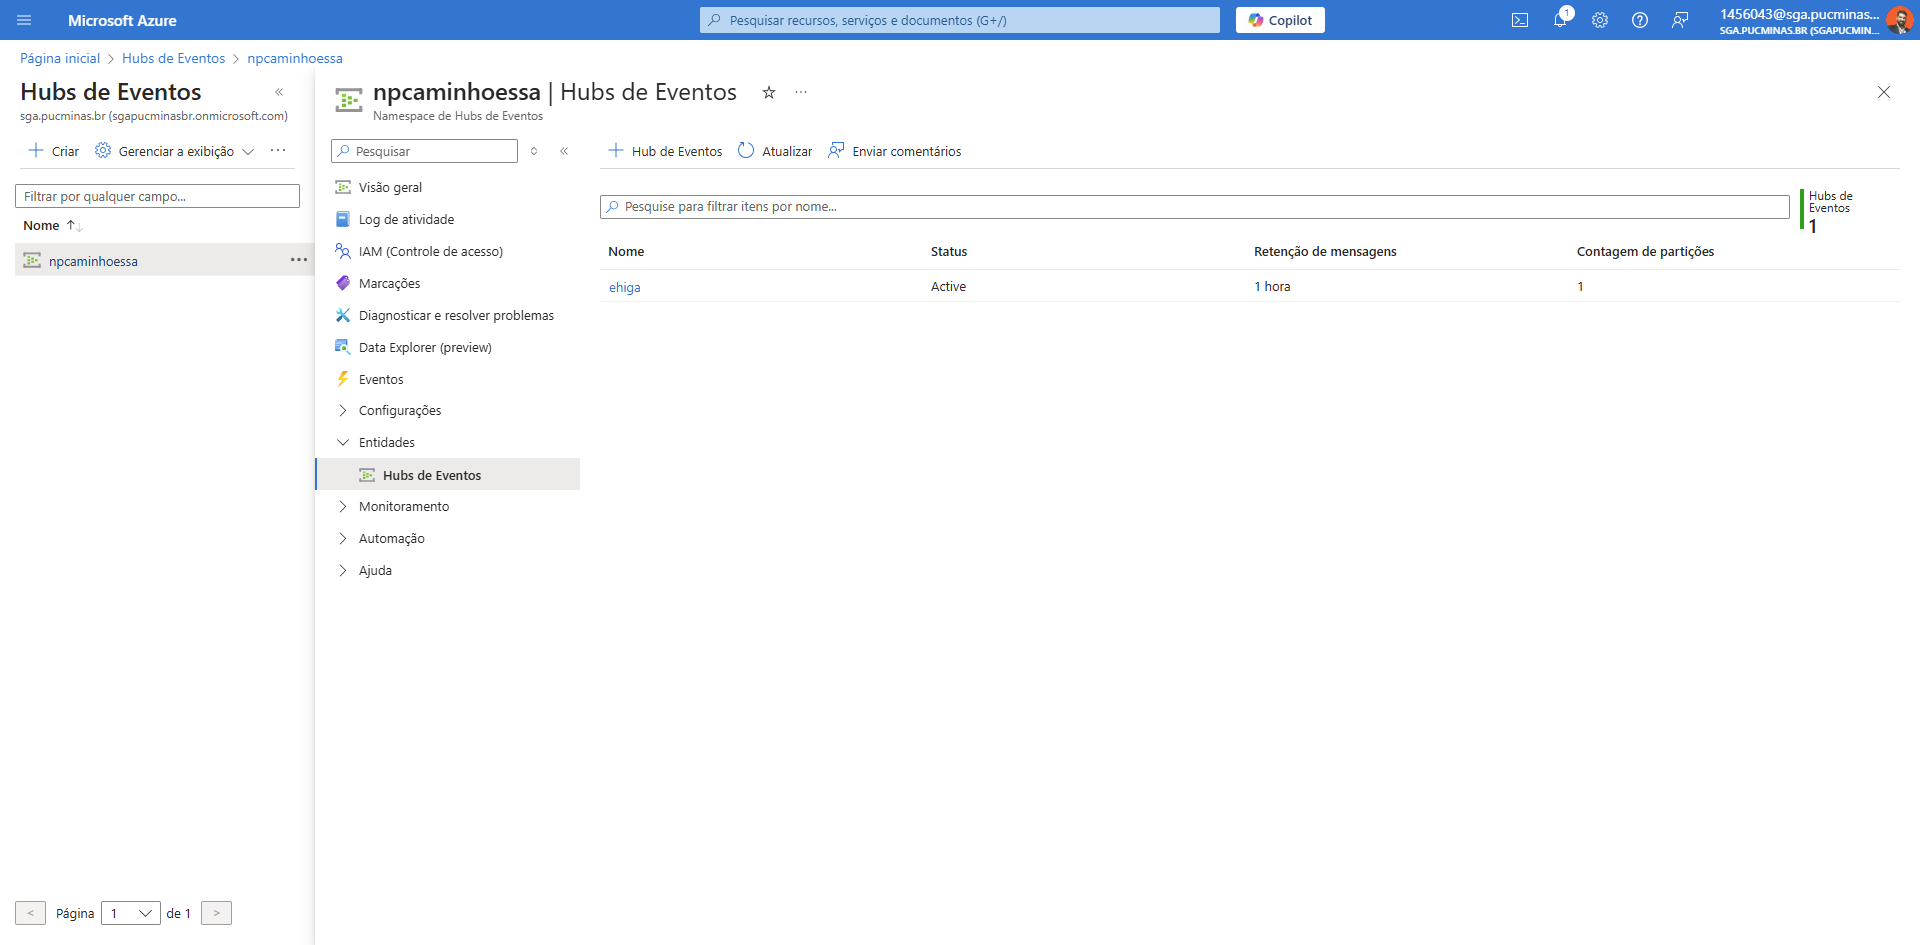 Microsoft Azure
Pesquisar recursos, serviços e documentos (G+/)
Copilot
1
1456043@sga.pucminas...
SGA.PUCMINAS.BR (SGAPUCMIN...
Página inicial > Hubs de Eventos > npcaminhoessa
Hubs de Eventos
sga.pucminas.br (sgapucminasbr.onmicrosoft.com)
Criar
Gerenciar a exibição
Filtrar por qualquer campo...
Nome
npcaminhoessa
< Página 1 de 1 >
npcaminhoessa | Hubs de Eventos
Namespace de Hubs de Eventos
Pesquisar
Visão geral
Log de atividade
IAM (Controle de acesso)
Marcações
Diagnosticar e resolver problemas
Data Explorer (preview)
Eventos
Configurações
Entidades
Hubs de Eventos
Monitoramento
Automação
Ajuda
Hub de Eventos
Atualizar
Enviar comentários
Pesquise para filtrar itens por nome...
Hubs de
Eventos
1
Nome Status Retenção de mensagens Contagem de partições
ehiga Active 1 hora 1